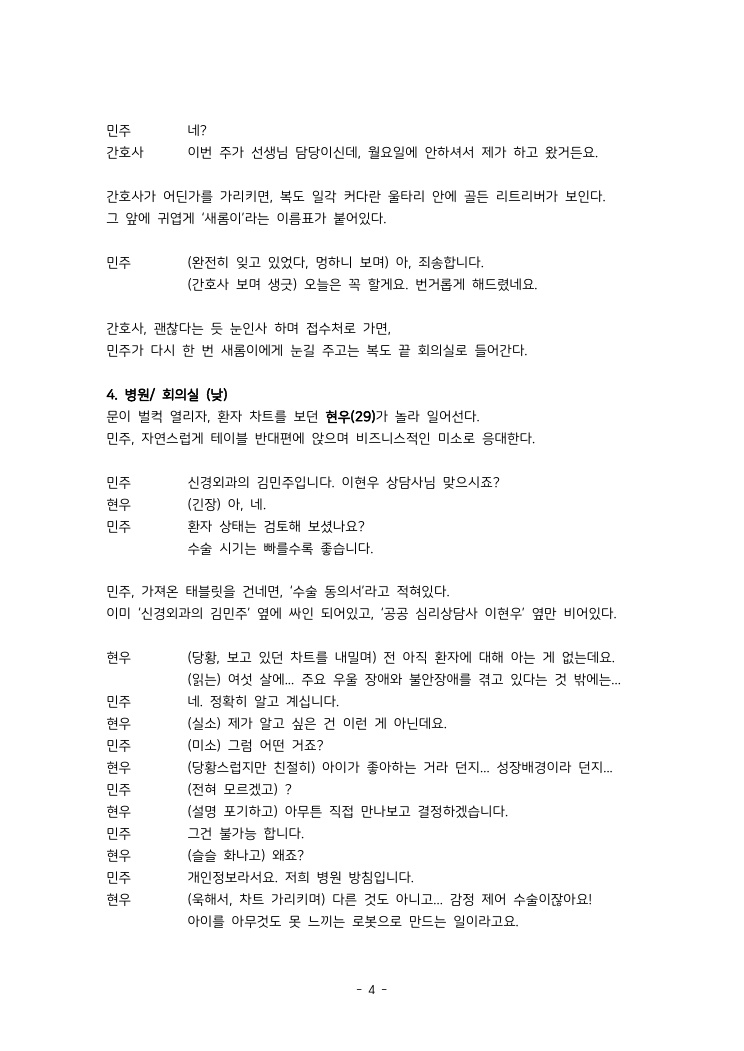 민주 네?
간호사 이번 주가 선생님 담당이신데, 월요일에 안하셔서 제가 하고 왔거든요.
간호사가 어딘가를 가리키면, 복도 일각 커다란 울타리 안에 골든 리트리버가 보인다.
그 앞에 귀엽게 ‘새롬이’라는 이름표가 붙어있다.
민주 (완전히 잊고 있었다, 멍하니 보며) 아, 죄송합니다.
(간호사 보며 생긋) 오늘은 꼭 할게요. 번거롭게 해드렸네요.
간호사, 괜찮다는 듯 눈인사 하며 접수처로 가면,
민주가 다시 한 번 새롬이에게 눈길 주고는 복도 끝 회의실로 들어간다.
4. 병원/ 회의실 (낮)
문이 벌컥 열리자, 환자 차트를 보던 현우(29)가 놀라 일어선다.
민주, 자연스럽게 테이블 반대편에 앉으며 비즈니스적인 미소로 응대한다.
민주 신경외과의 김민주입니다. 이현우 상담사님 맞으시죠?
현우 (긴장) 아, 네.
민주 환자 상태는 검토해 보셨나요?
수술 시기는 빠를수록 좋습니다.
민주, 가져온 태블릿을 건네면, ‘수술 동의서’라고 적혀있다.
이미 ‘신경외과의 김민주’ 옆에 싸인 되어있고, ‘공공 심리상담사 이현우’ 옆만 비어있다.
현우 (당황, 보고 있던 차트를 내밀며) 전 아직 환자에 대해 아는 게 없는데요.
(읽는) 여섯 살에... 주요 우울 장애와 불안장애를 겪고 있다는 것 밖에는...
민주 네. 정확히 알고 계십니다.
현우 (실소) 제가 알고 싶은 건 이런 게 아닌데요.
민주 (미소) 그럼 어떤 거죠?
현우 (당황스럽지만 친절히) 아이가 좋아하는 거라 던지... 성장배경이라 던지...
민주 (전혀 모르겠고) ?
현우 (설명 포기하고) 아무튼 직접 만나보고 결정하겠습니다.
민주 그건 불가능 합니다.
현우 (슬슬 화나고) 왜죠?
민주 개인정보라서요. 저희 병원 방침입니다.
현우 (욱해서, 차트 가리키며) 다른 것도 아니고... 감정 제어 수술이잖아요!
아이를 아무것도 못 느끼는 로봇으로 만드는 일이라고요.
- 4 -